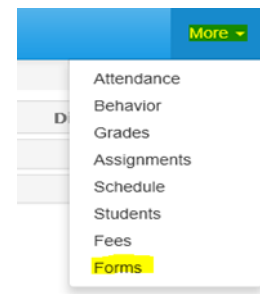 More
Attendance
Behavior
D
Grades
Assignments
Schedule
Students
Fees
Forms